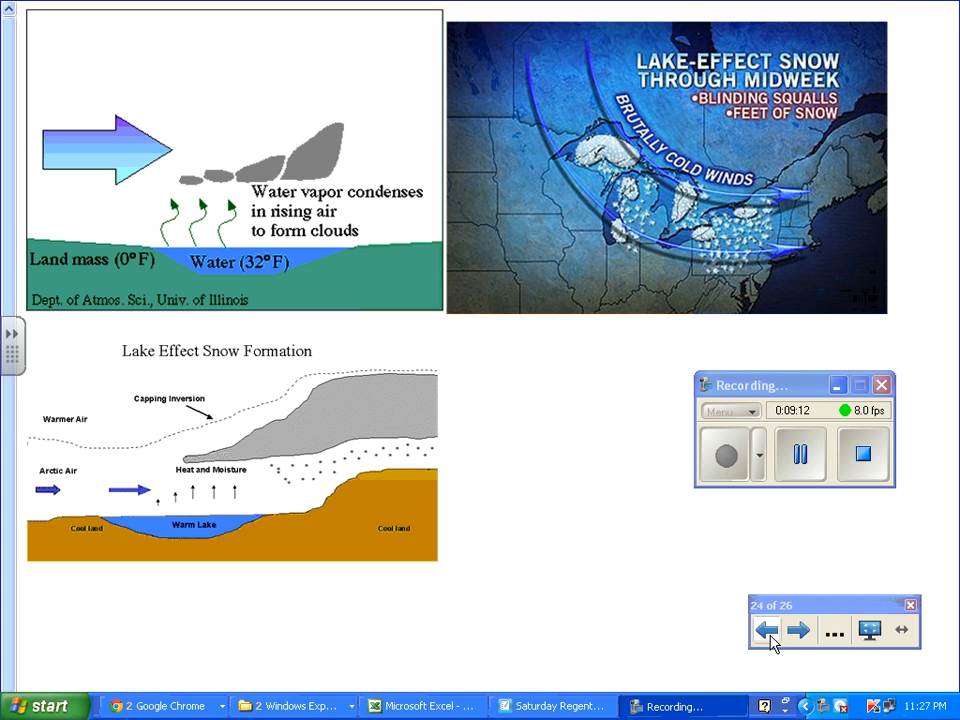 Water vapor condenses
in rising air
to form clouds
Land mass (0°F)
Water (32°F)
Dept. of Atmos. Sci., Univ. of Illinois
LAKE-EFFECT SNOW
THROUGH MIDWEEK
•BLINDING SQUALLS
•FEET OF SNOW
BRUTALLY COLD WINDS
Lake Effect Snow Formation
Capping Inversion
Warmer Air
Arctic Air
Heat and Moisture
Warm Lake
Cool land
Cool land
Recording...
Menu
0:09:12
8.0 fps
24 of 26
...
start
2 Google Chrome
2 Windows Exp...
Microsoft Excel - ...
Saturday Regent...
Recording...
11:27 PM